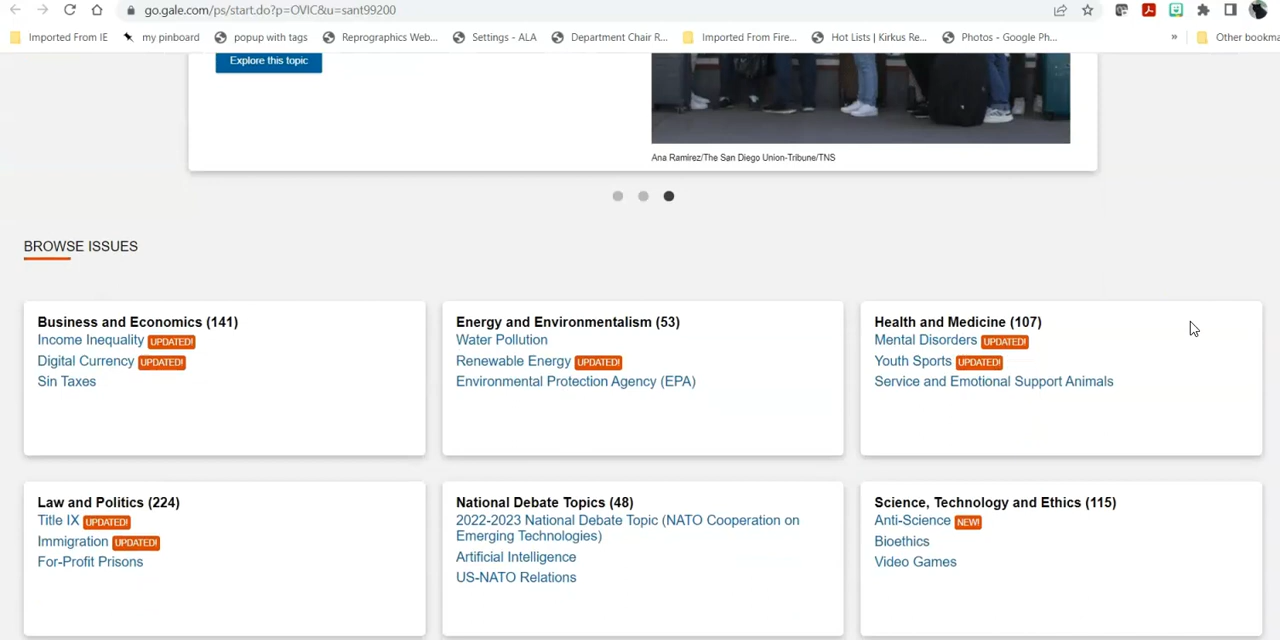 go.gale.com/ps/start.do?p=OVIC&u=sant99200
Imported From IE
my pinboard
popup with tags
Reprographics Web...
Settings - ALA
Department Chair R...
Imported From Fire...
Hot Lists | Kirkus Re...
Photos - Google Ph...
»
Other bookma
Explore this topic
Ana Ramirez/The San Diego Union-Tribune/TNS
BROWSE ISSUES
Business and Economics (141)
Income Inequality UPDATED!
Digital Currency UPDATED!
Sin Taxes
Energy and Environmentalism (53)
Water Pollution
Renewable Energy UPDATED!
Environmental Protection Agency (EPA)
Health and Medicine (107)
Mental Disorders UPDATED!
Youth Sports UPDATED!
Service and Emotional Support Animals
Law and Politics (224)
Title IX UPDATED!
Immigration UPDATED!
For-Profit Prisons
National Debate Topics (48)
2022-2023 National Debate Topic (NATO Cooperation on
Emerging Technologies)
Artificial Intelligence
US-NATO Relations
Science, Technology and Ethics (115)
Anti-Science NEW!
Bioethics
Video Games